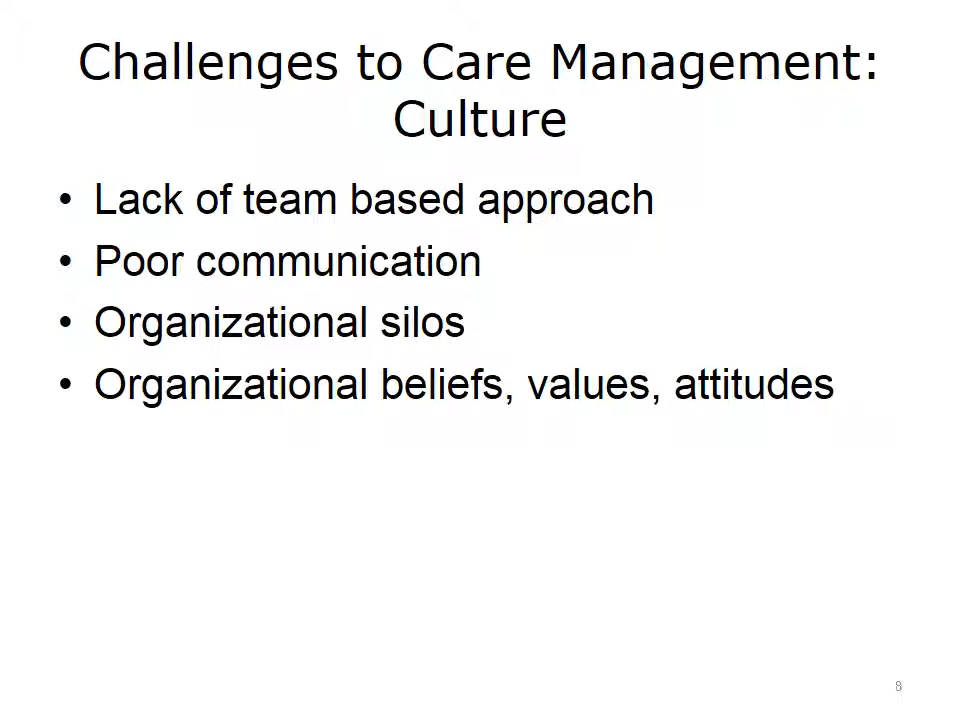 Challenges to Care Management:
Culture
• Lack of team based approach
• Poor communication
• Organizational silos
• Organizational beliefs, values, attitudes
8